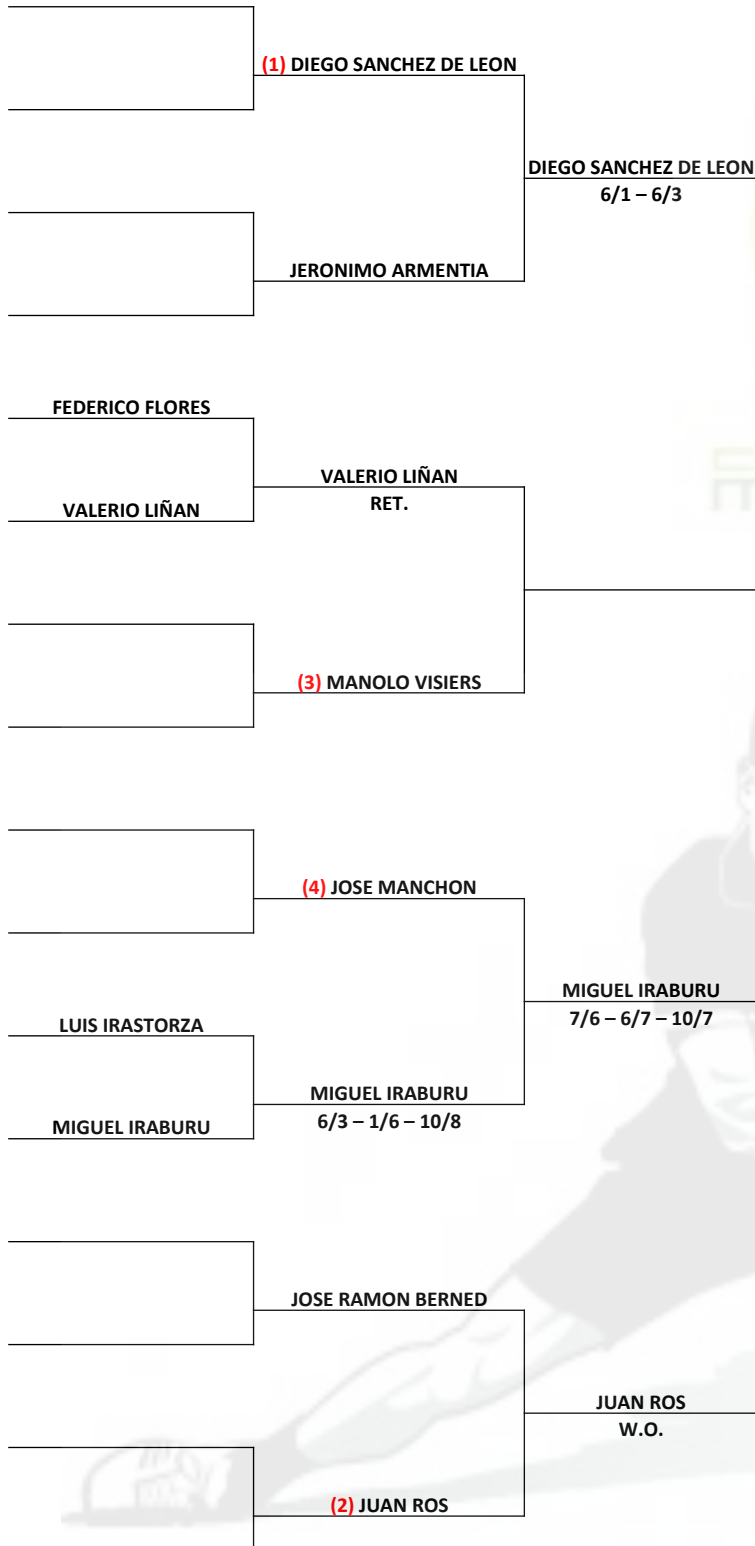 (1) DIEGO SANCHEZ DE LEON
DIEGO SANCHEZ DE LEON
6/1 – 6/3
JERONIMO ARMENTIA
FEDERICO FLORES
VALERIO LIÑAN
RET.
VALERIO LIÑAN
(3) MANOLO VISIERS
(4) JOSE MANCHON
MIGUEL IRABURU
7/6 – 6/7 – 10/7
LUIS IRASTORZA
MIGUEL IRABURU
6/3 – 1/6 – 10/8
MIGUEL IRABURU
JOSE RAMON BERNED
JUAN ROS
W.O.
(2) JUAN ROS